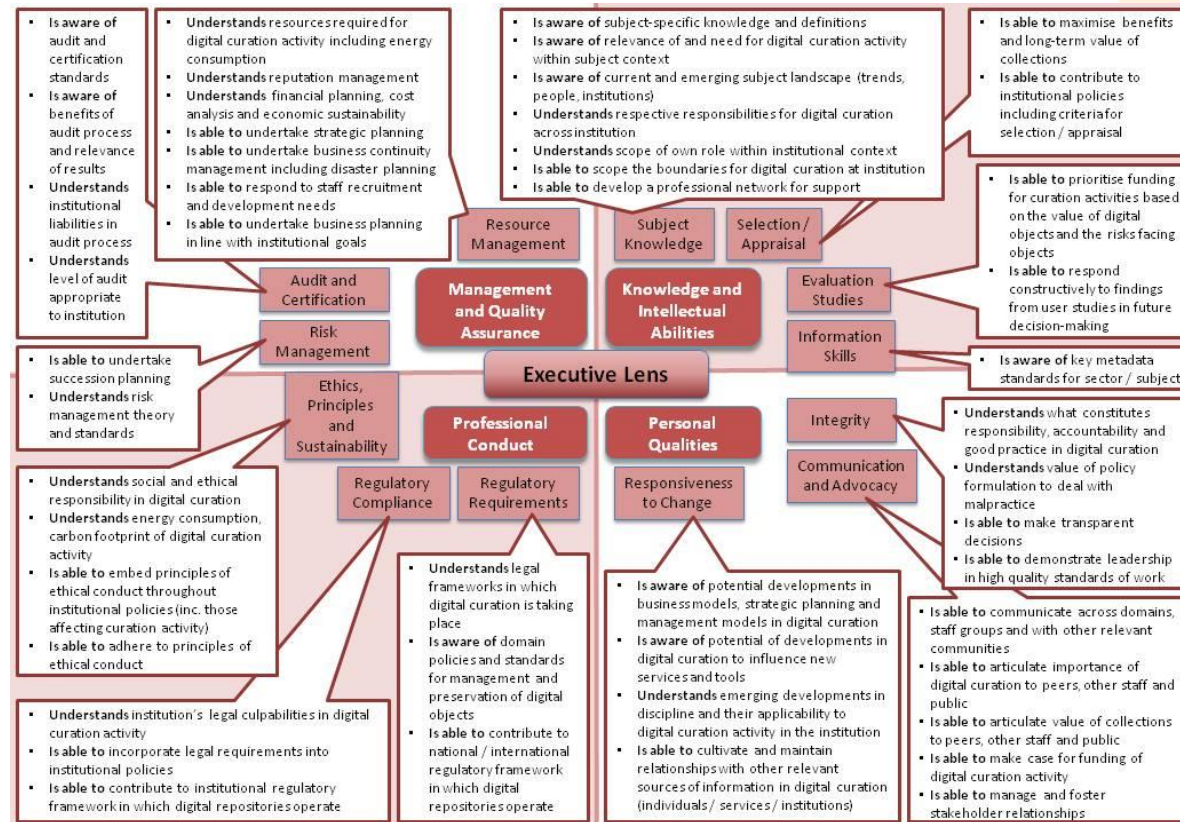 ▪ Is aware of
audit and
certification
standards
▪ Is aware of
benefits of
audit process
and relevance
of results
▪ Understands
institutional
liabilities in
audit process
▪ Understands
level of audit
appropriate
to institution
▪ Understands resources required for
digital curation activity including energy
consumption
▪ Understands reputation management
▪ Understands financial planning, cost
analysis and economic sustainability
▪ Is able to undertake strategic planning
▪ Is able to undertake business continuity
management including disaster planning
▪ Is able to respond to staff recruitment
and development needs
▪ Is able to undertake business planning
in line with institutional goals
▪ Is aware of subject-specific knowledge and definitions
▪ Is aware of relevance of and need for digital curation activity
within subject context
▪ Is aware of current and emerging subject landscape (trends,
people, institutions)
▪ Understands respective responsibilities for digital curation
across institution
▪ Understands scope of own role within institutional context
▪ Is able to scope the boundaries for digital curation at institution
▪ Is able to develop a professional network for support
▪ Is able to maximise benefits
and long-term value of
collections
▪ Is able to contribute to
institutional policies
including criteria for
selection / appraisal
▪ Is able to prioritise funding
for curation activities based
on the value of digital
objects and the risks facing
objects
▪ Is able to respond
constructively to findings
from user studies in future
decision-making
Resource
Management
Subject
Knowledge
Selection /
Appraisal
Audit and
Certification
Management
and Quality
Assurance
Knowledge and
Intellectual
Abilities
Evaluation
Studies
Risk
Management
Information
Skills
▪ Is able to undertake
succession planning
▪ Understands risk
management theory
and standards
▪ Is aware of key metadata
standards for sector / subject
Executive Lens
Ethics,
Principles
and
Sustainability
Professional
Conduct
Personal
Qualities
Integrity
Regulatory
Compliance
Regulatory
Requirements
Responsiveness
to Change
Communication
and Advocacy
▪ Understands what constitutes
responsibility, accountability and
good practice in digital curation
▪ Understands value of policy
formulation to deal with
malpractice
▪ Is able to make transparent
decisions
▪ Is able to demonstrate leadership
in high quality standards of work
▪ Understands social and ethical
responsibility in digital curation
▪ Understands energy consumption,
carbon footprint of digital curation
activity
▪ Is able to embed principles of
ethical conduct throughout
institutional policies (inc. those
affecting curation activity)
▪ Is able to adhere to principles of
ethical conduct
▪ Understands institution's legal culpabilities in digital
curation activity
▪ Is able to incorporate legal requirements into
institutional policies
▪ Is able to contribute to institutional regulatory
framework in which digital repositories operate
▪ Understands legal
frameworks in which
digital curation is taking
place
▪ Is aware of domain
policies and standards
for management and
preservation of digital
objects
▪ Is able to contribute to
national / international
regulatory framework
in which digital
repositories operate
▪ Is aware of potential developments in
business models, strategic planning and
management models in digital curation
▪ Is aware of potential of developments in
digital curation to influence new
services and tools
▪ Understands emerging developments in
discipline and their applicability to
digital curation activity in the institution
▪ Is able to cultivate and maintain
relationships with other relevant
sources of information in digital curation
(individuals / services / institutions)
▪ Is able to communicate across domains,
staff groups and with other relevant
communities
▪ Is able to articulate importance of
digital curation to peers, other staff and
public
▪ Is able to articulate value of collections
to peers, other staff and public
▪ Is able to make case for funding of
digital curation activity
▪ Is able to manage and foster
stakeholder relationships